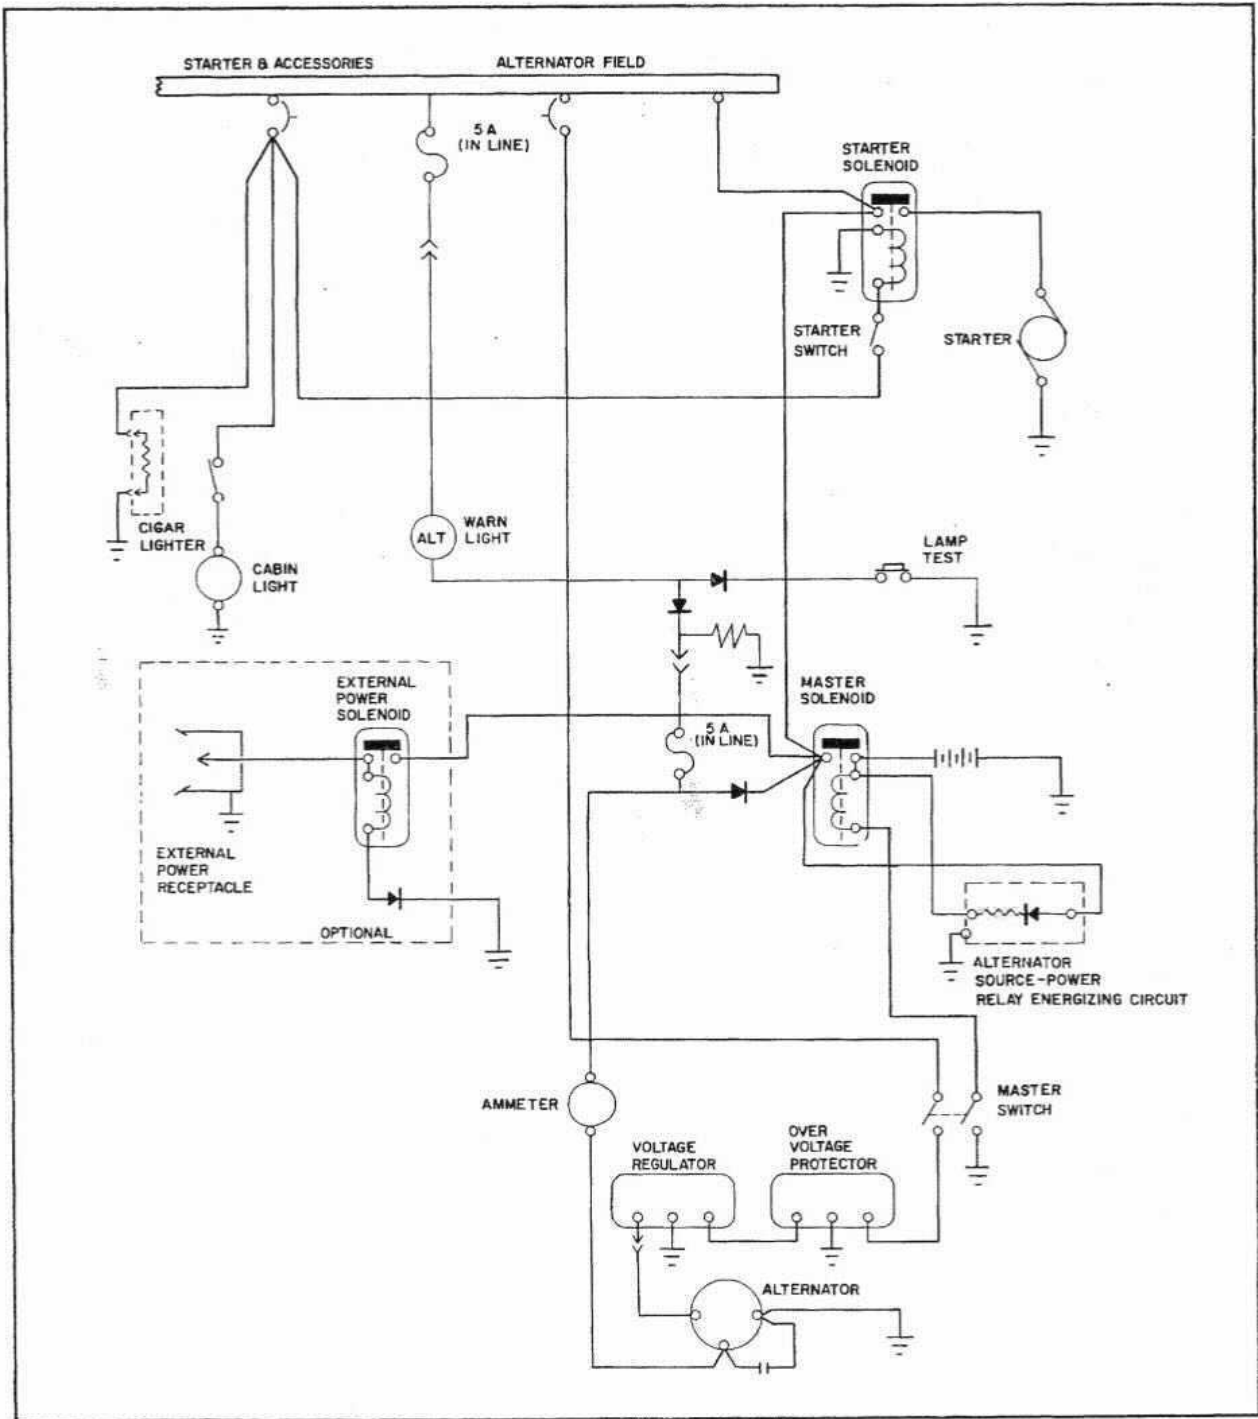 STARTER & ACCESSORIES
ALTERNATOR FIELD
5 A
(IN LINE)
STARTER
SOLENOID
STARTER
SWITCH
STARTER
CIGAR
LIGHTER
CABIN
LIGHT
ALT
WARN
LIGHT
LAMP
TEST
EXTERNAL
POWER
SOLENOID
MASTER
SOLENOID
5 A
(IN LINE)
EXTERNAL
POWER
RECEPTACLE
OPTIONAL
ALTERNATOR
SOURCE-POWER
RELAY ENERGIZING CIRCUIT
AMMETER
MASTER
SWITCH
VOLTAGE
REGULATOR
OVER
VOLTAGE
PROTECTOR
ALTERNATOR